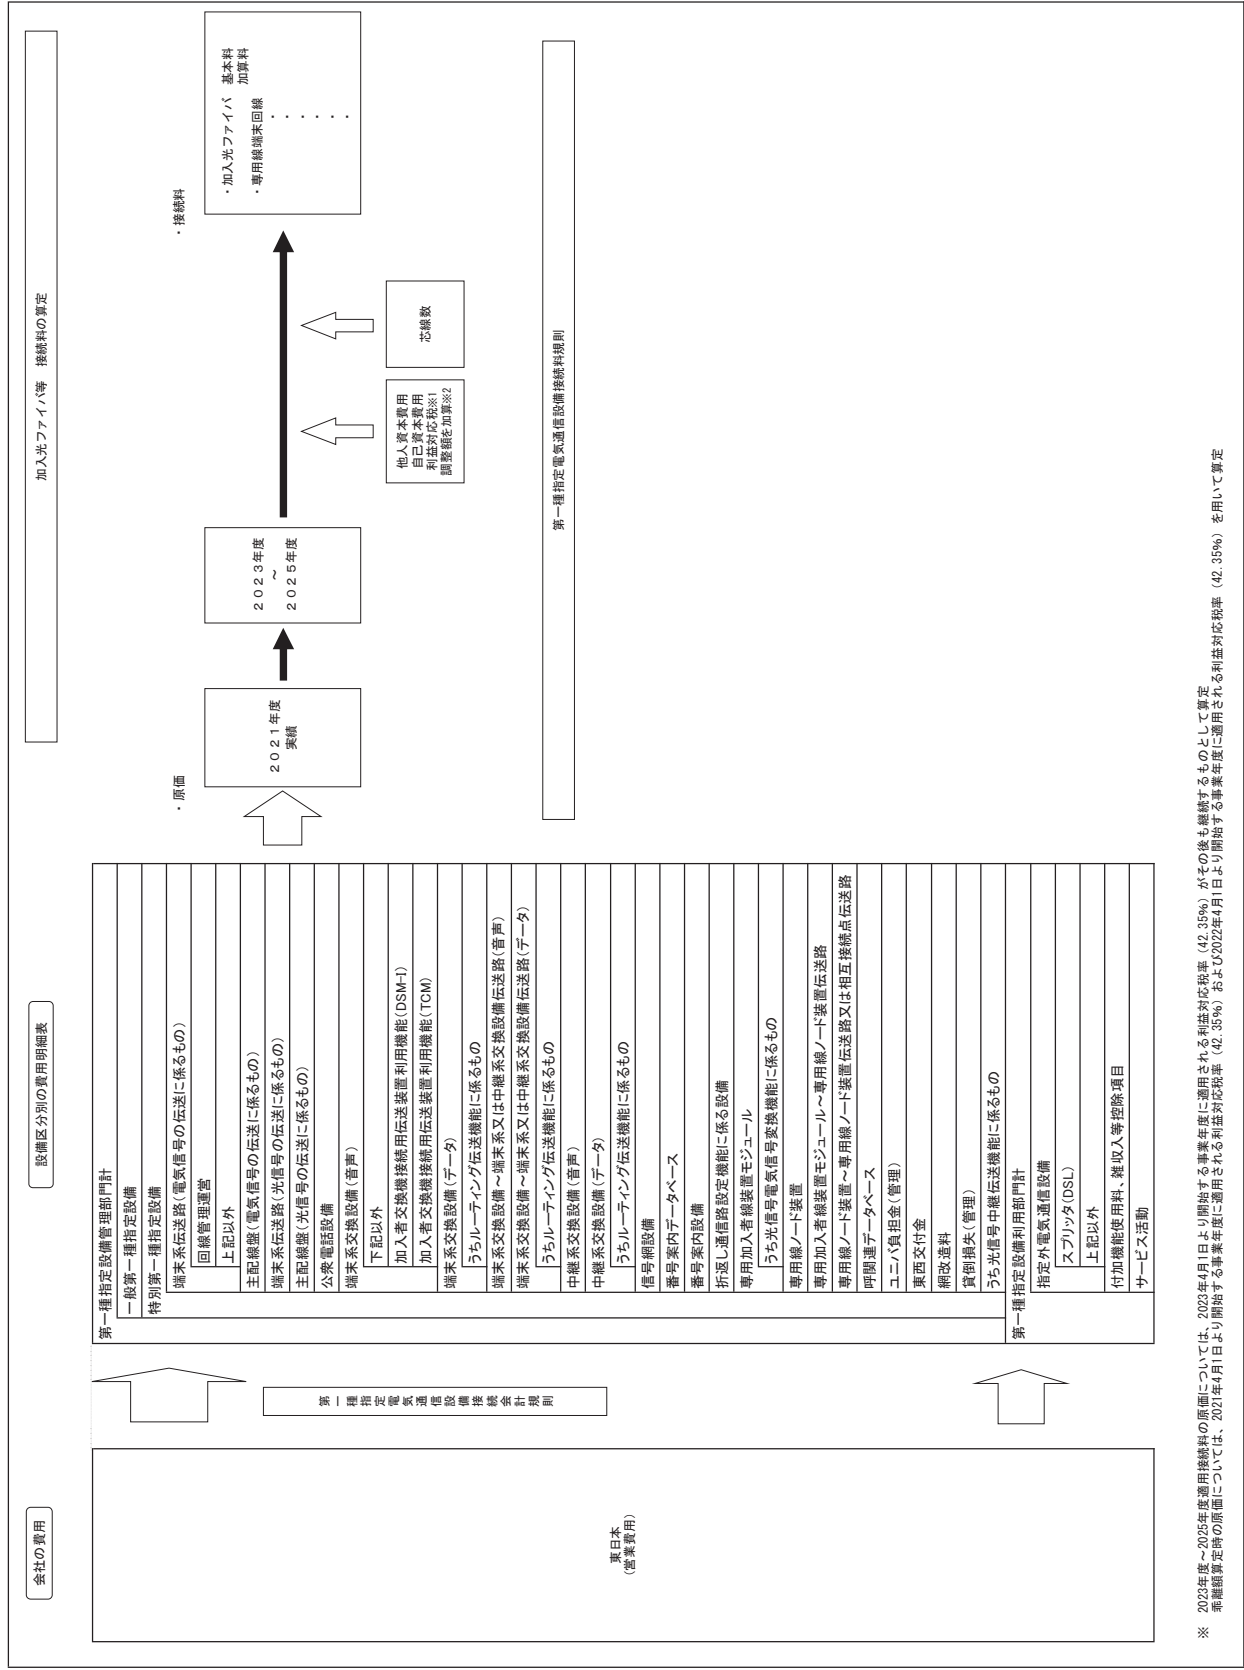 会社の費用
設備区分別の費用明細表
加入光ファイバ等　接続料の算定
東日本
(営業費用)
第一種指定電気通信設備接続会計規則
第一種指定設備管理部門計
一般第一種指定設備
特別第一種指定設備
端末系伝送路(電気信号の伝送に係るもの)
回線管理運営
上記以外
主配線盤(電気信号の伝送に係るもの)
端末系伝送路(光信号の伝送に係るもの)
主配線盤(光信号の伝送に係るもの)
公衆電話設備
端末系交換設備(音声)
下記以外
加入者交換機接続用伝送装置利用機能(DSM-I)
加入者交換機接続用伝送装置利用機能(TCM)
端末系交換設備(データ)
うちルーティング伝送機能に係るもの
端末系交換設備～端末系又は中継系交換設備伝送路(音声)
端末系交換設備～端末系又は中継系交換設備伝送路(データ)
うちルーティング伝送機能に係るもの
中継系交換設備(音声)
中継系交換設備(データ)
うちルーティング伝送機能に係るもの
信号網設備
番号案内データベース
番号案内設備
折返し通信路設定機能に係る設備
専用加入者線装置モジュール
うち光信号電気信号変換機能に係るもの
専用線ノード装置
専用加入者線装置モジュール～専用線ノード装置伝送路
専用線ノード装置～専用線ノード装置伝送路又は相互接続点伝送路
呼関連データベース
ユニバ負担金(管理)
東西交付金
網改造料
貸倒損失(管理)
うち光信号中継伝送機能に係るもの
第一種指定設備利用部門計
指定外電気通信設備
スプリッタ(DSL)
上記以外
付加機能使用料、雑収入等控除項目
サービス活動
・原価
２０２１年度
実績
２０２３年度
～
２０２５年度
他人資本費用
自己資本費用
利益対応税※1
調整額を加算※2
芯線数
・接続料
・加入光ファイバ　基本料
加算料
・専用線端末回線
・
・
・
・
・
・
第一種指定電気通信設備接続料規則
※　2023年度～2025年度適用接続料の原価については、2023年4月1日より開始する事業年度に適用される利益対応税率（42.35%）がその後も継続するものとして算定
乖離額算定時の原価については、2021年4月1日より開始する事業年度に適用される利益対応税率（42.35%）および2022年4月1日より開始する事業年度に適用される利益対応税率（42.35%）を用いて算定